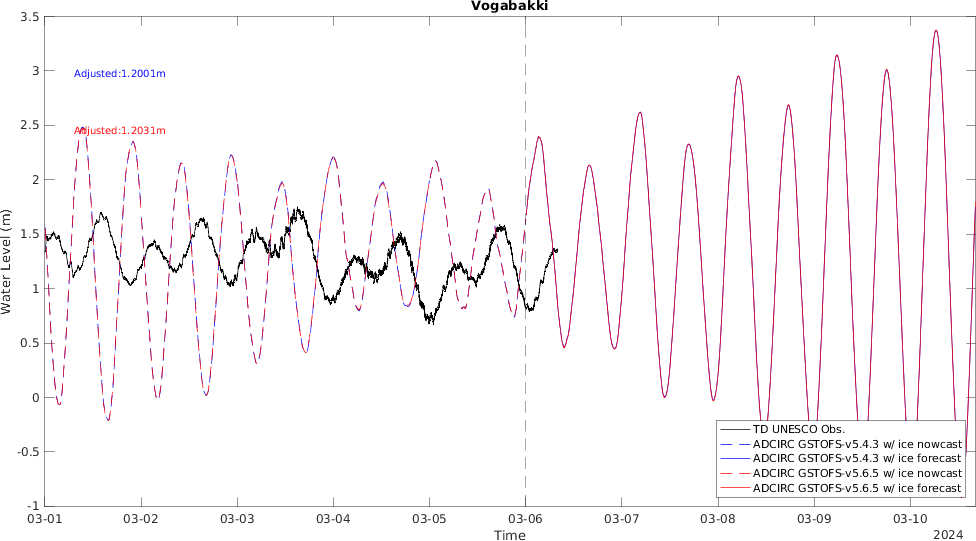 Vogabakki
3.5
3
2.5
2
1.5
1
0.5
0
-0.5
-1
Water Level (m)
Adjusted:1.2001m
Adjusted:1.2031m
TD UNESCO Obs.
ADCIRC GSTOFS-v5.4.3 w/ ice nowcast
ADCIRC GSTOFS-v5.4.3 w/ ice forecast
ADCIRC GSTOFS-v5.6.5 w/ ice nowcast
ADCIRC GSTOFS-v5.6.5 w/ ice forecast
03-01 03-02 03-03 03-04 03-05 03-06 03-07 03-08 03-09 03-10
Time
2024